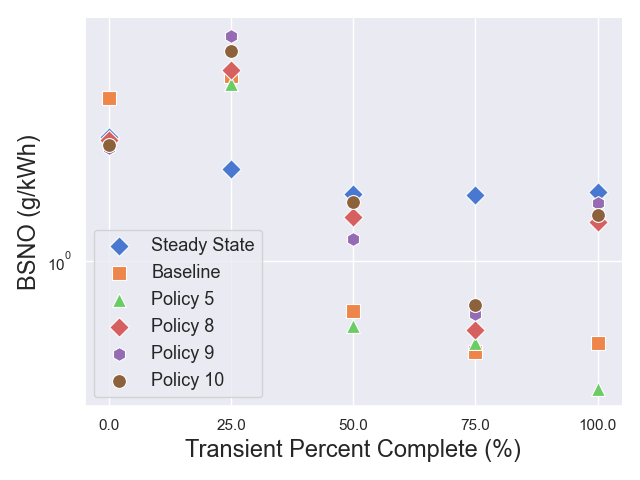 BSNO (g/kWh)
10^0
Steady State
Baseline
Policy 5
Policy 8
Policy 9
Policy 10
0.0 25.0 50.0 75.0 100.0
Transient Percent Complete (%)